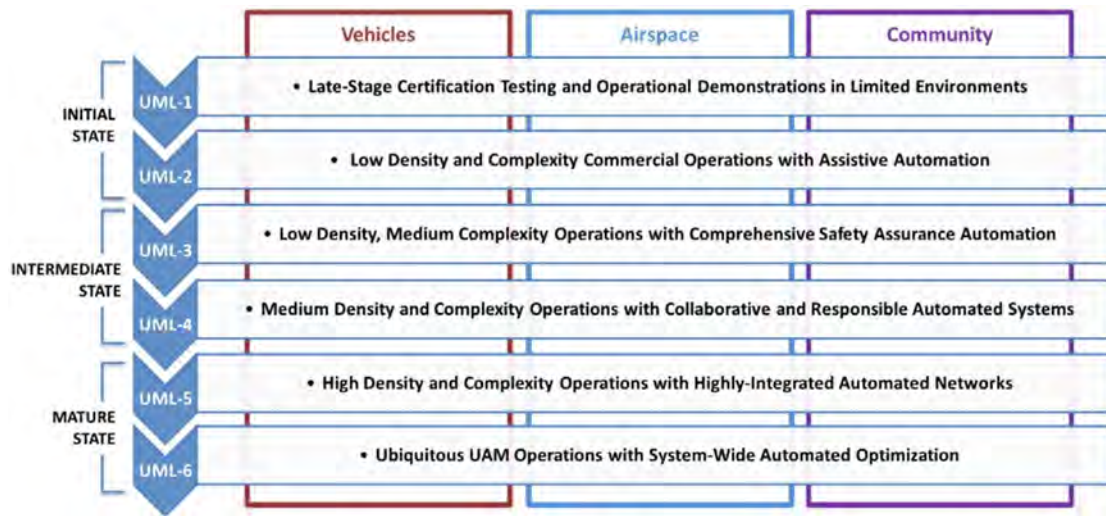 Vehicles
Airspace
Community
INITIAL
STATE
UML-1
• Late-Stage Certification Testing and Operational Demonstrations in Limited Environments
UML-2
• Low Density and Complexity Commercial Operations with Assistive Automation
INTERMEDIATE
STATE
UML-3
• Low Density, Medium Complexity Operations with Comprehensive Safety Assurance Automation
UML-4
• Medium Density and Complexity Operations with Collaborative and Responsible Automated Systems
MATURE
STATE
UML-5
• High Density and Complexity Operations with Highly-Integrated Automated Networks
UML-6
• Ubiquitous UAM Operations with System-Wide Automated Optimization